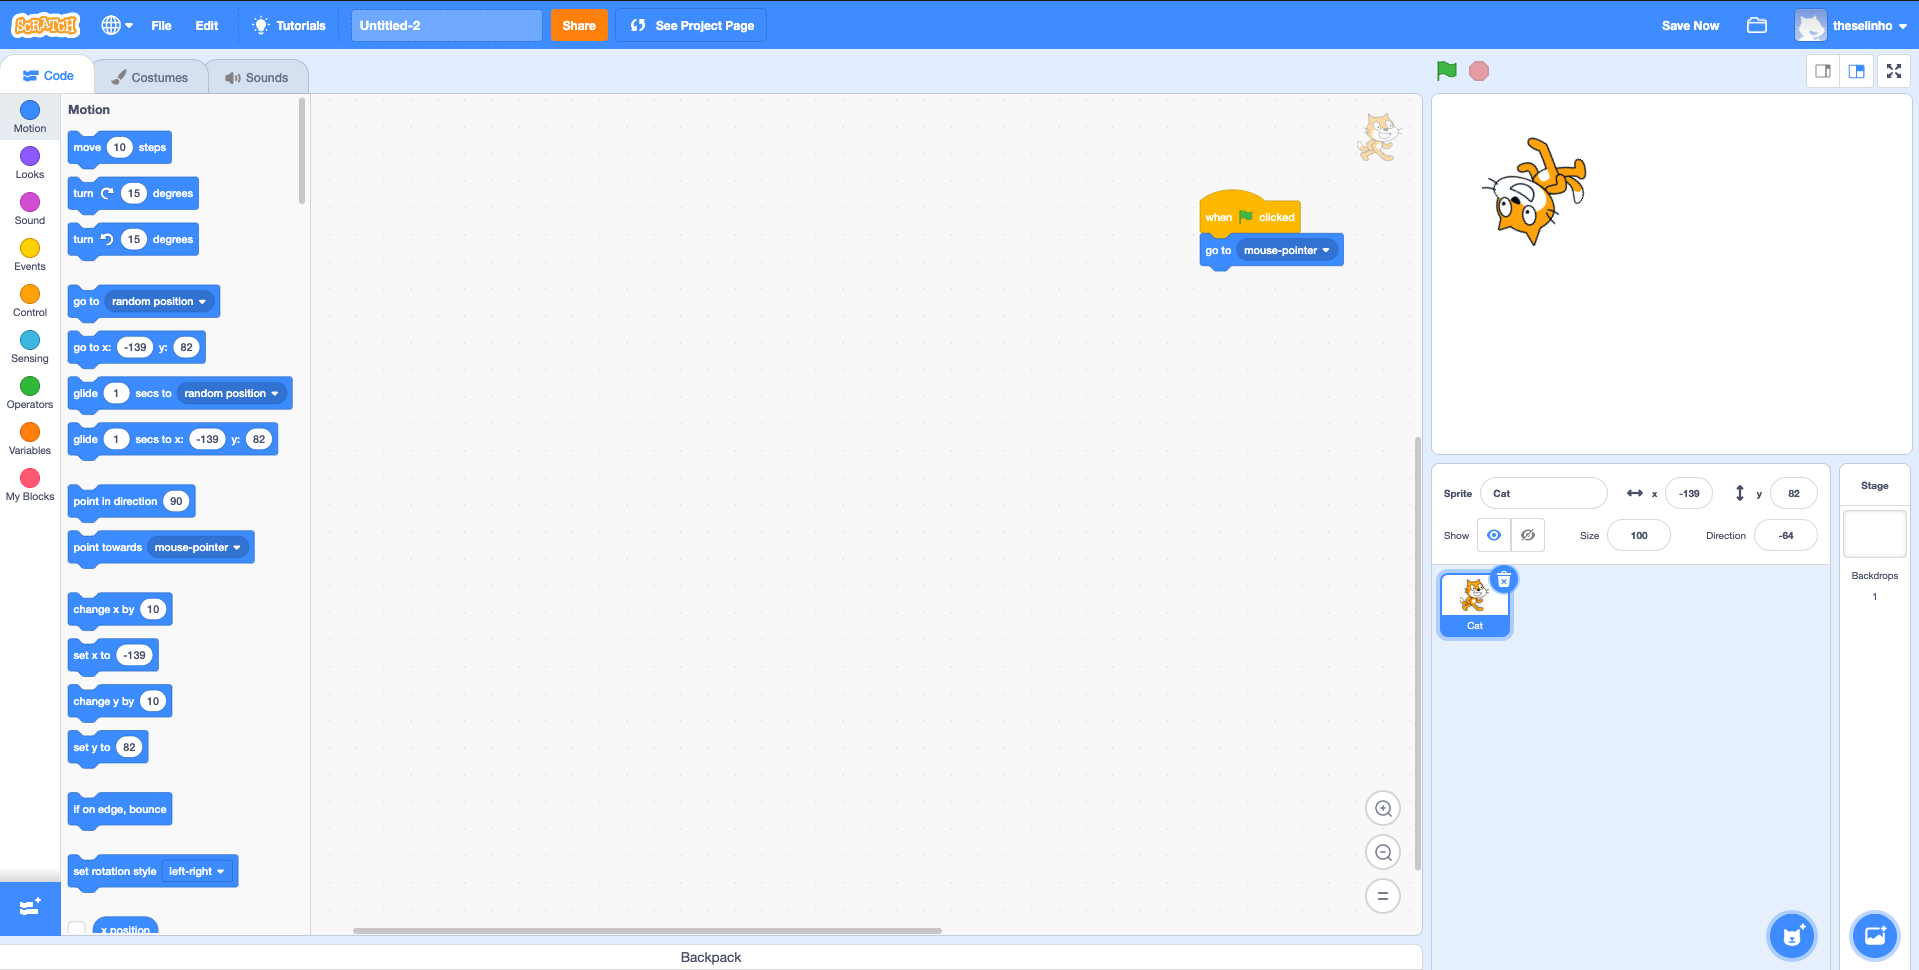 SCRATCH
File
Edit
Tutorials
Untitled-2
Share
See Project Page
Save Now
theselinho
Code
Costumes
Sounds
Motion
Looks
Sound
Events
Control
Sensing
Operators
Variables
My Blocks
Motion
move 10 steps
turn 15 degrees
turn 15 degrees
go to random position
go to x: -139 y: 82
glide 1 secs to random position
glide 1 secs to x: -139 y: 82
point in direction 90
point towards mouse-pointer
change x by 10
set x to -139
change y by 10
set y to 82
if on edge, bounce
set rotation style left-right
x position
when clicked
go to mouse-pointer
Backpack
Sprite Cat x -139 y 82
Show Size 100 Direction -64
Cat
Stage
Backdrops
1